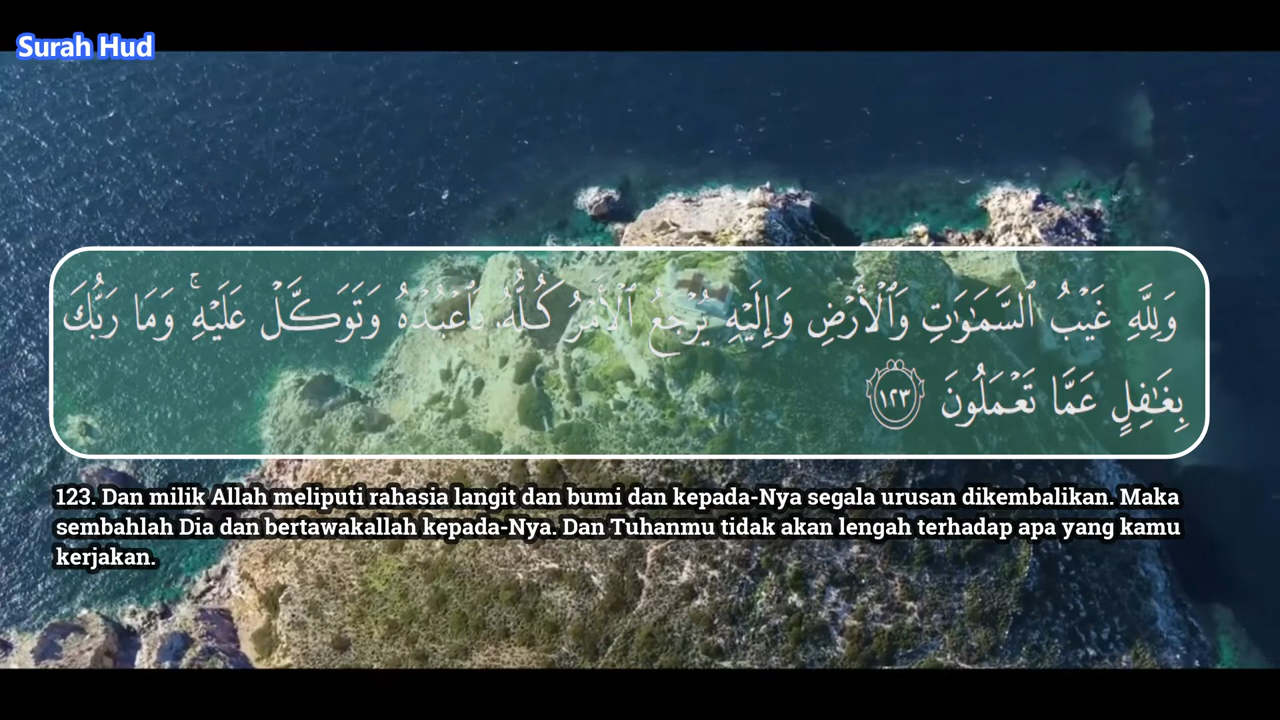 Surah Hud
وَلِلَّهِ غَيْبُ ٱلسَّمَٰوَٰتِ وَٱلْأَرْضِ وَإِلَيْهِ يُرْجَعُ ٱلْأَمْرُ كُلُّهُۥ فَٱعْبُدْهُ وَتَوَكَّلْ عَلَيْهِ ۚ وَمَا رَبُّكَ
بِغَٰفِلٍ عَمَّا تَعْمَلُونَ ١٢٣
123. Dan milik Allah meliputi rahasia langit dan bumi dan kepada-Nya segala urusan dikembalikan. Maka
sembahlah Dia dan bertawakallah kepada-Nya. Dan Tuhanmu tidak akan lengah terhadap apa yang kamu
kerjakan.